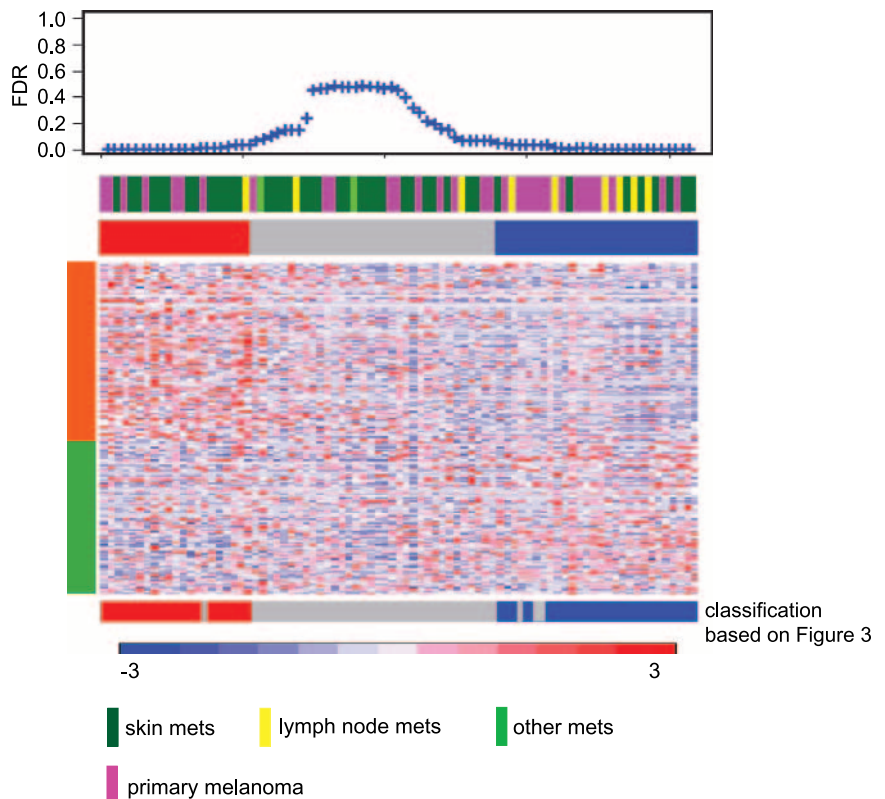 FDR
1.0
0.8
0.6
0.4
0.2
0.0
classification
based on Figure 3
-3
3
skin mets
lymph node mets
other mets
primary melanoma